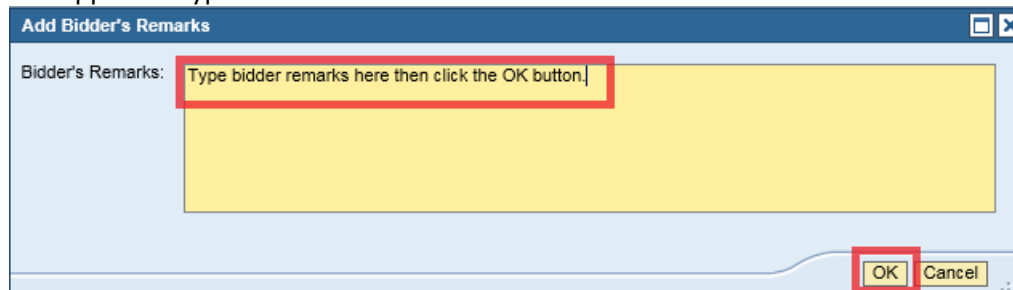 Add Bidder's Remarks
Bidder's Remarks: Type bidder remarks here then click the OK button.
OK Cancel